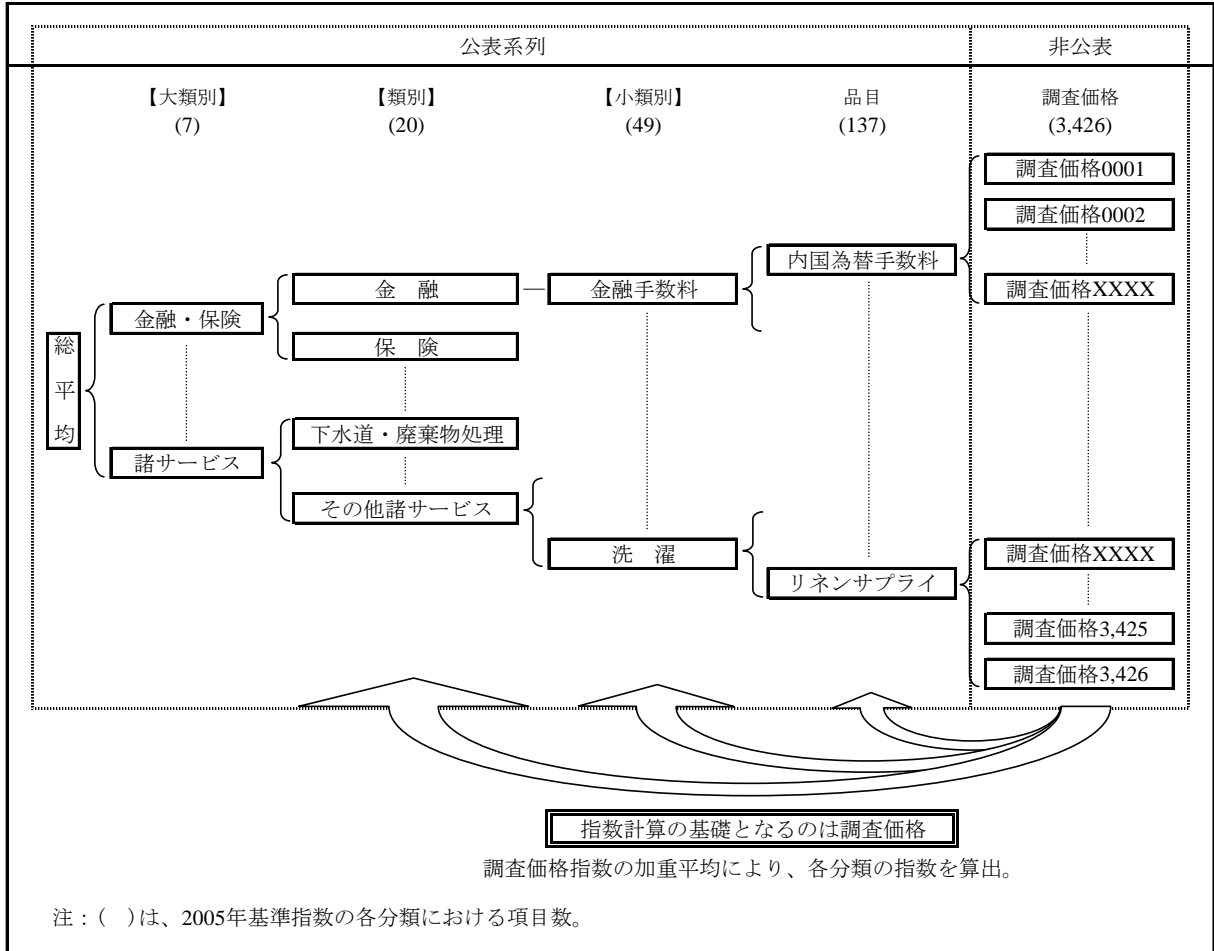 公表系列 非公表
【大類別】 【類別】 【小類別】 品目 調査価格
(7) (20) (49) (137) (3,426)
調査価格0001
調査価格0002
内国為替手数料
金 融 金融手数料 調査価格XXXX
金融・保険
総平均
保 険
下水道・廃棄物処理
諸サービス
その他諸サービス
洗 濯 調査価格XXXX
リネンサプライ
調査価格3,425
調査価格3,426
指数計算の基礎となるのは調査価格
調査価格指数の加重平均により、各分類の指数を算出。
注：( )は、2005年基準指数の各分類における項目数。